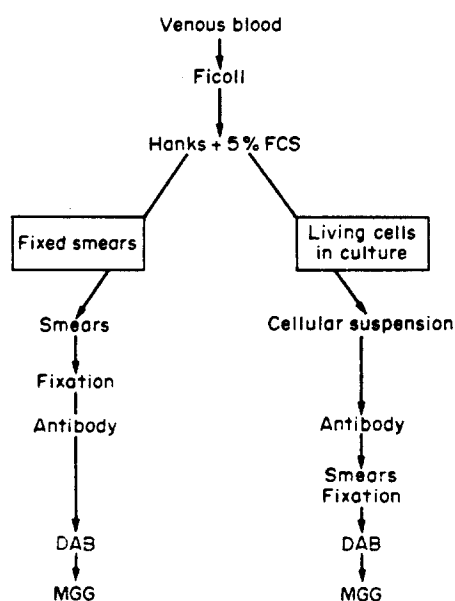 Venous blood
Ficoll
Hanks + 5% FCS
Fixed smears
Smears
Fixation
Antibody
DAB
MGG
Living cells
in culture
Cellular suspension
Antibody
Smears
Fixation
DAB
MGG